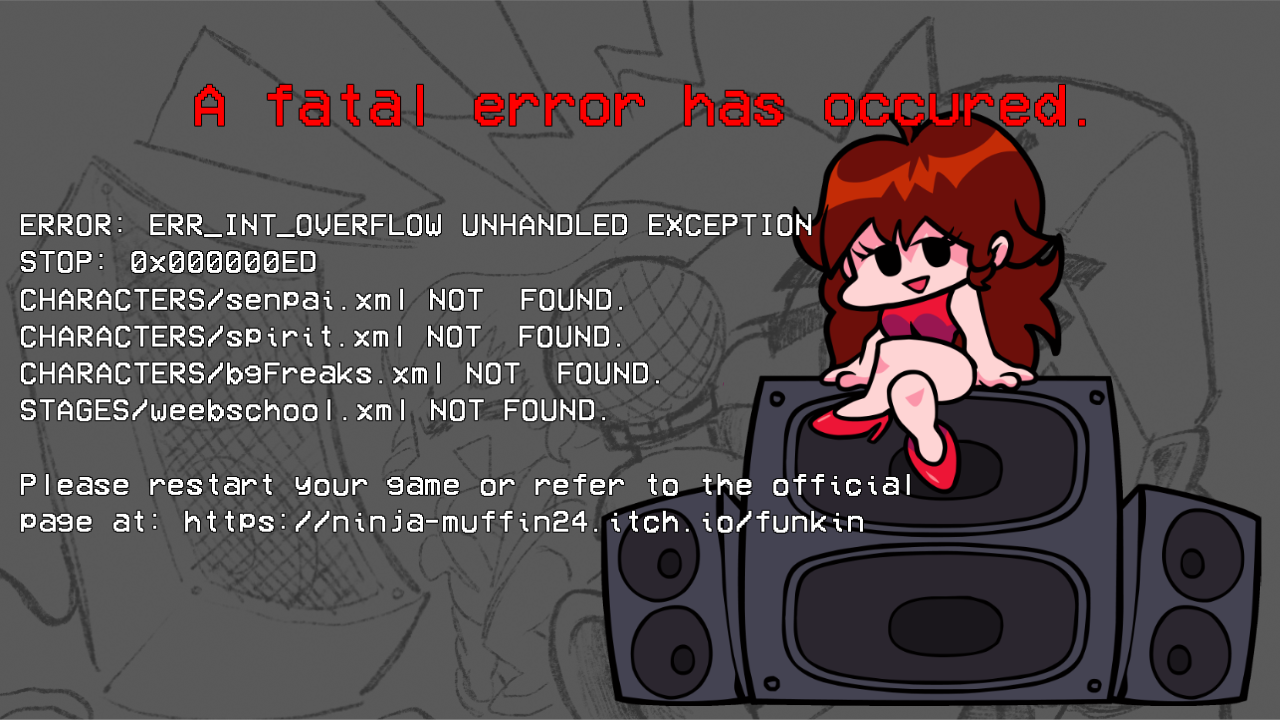 A fatal error has occured.
ERROR: ERR_INT_OVERFLOW UNHANDLED EXCEPTION
STOP: 0x000000ED
CHARACTERS/senpai.xml NOT  FOUND.
CHARACTERS/spirit.xml NOT  FOUND.
CHARACTERS/bgFreaks.xml NOT  FOUND.
STAGES/weebschool.xml NOT FOUND.
Please restart your game or refer to the official
page at: https://ninja-muffin24.itch.io/funkin